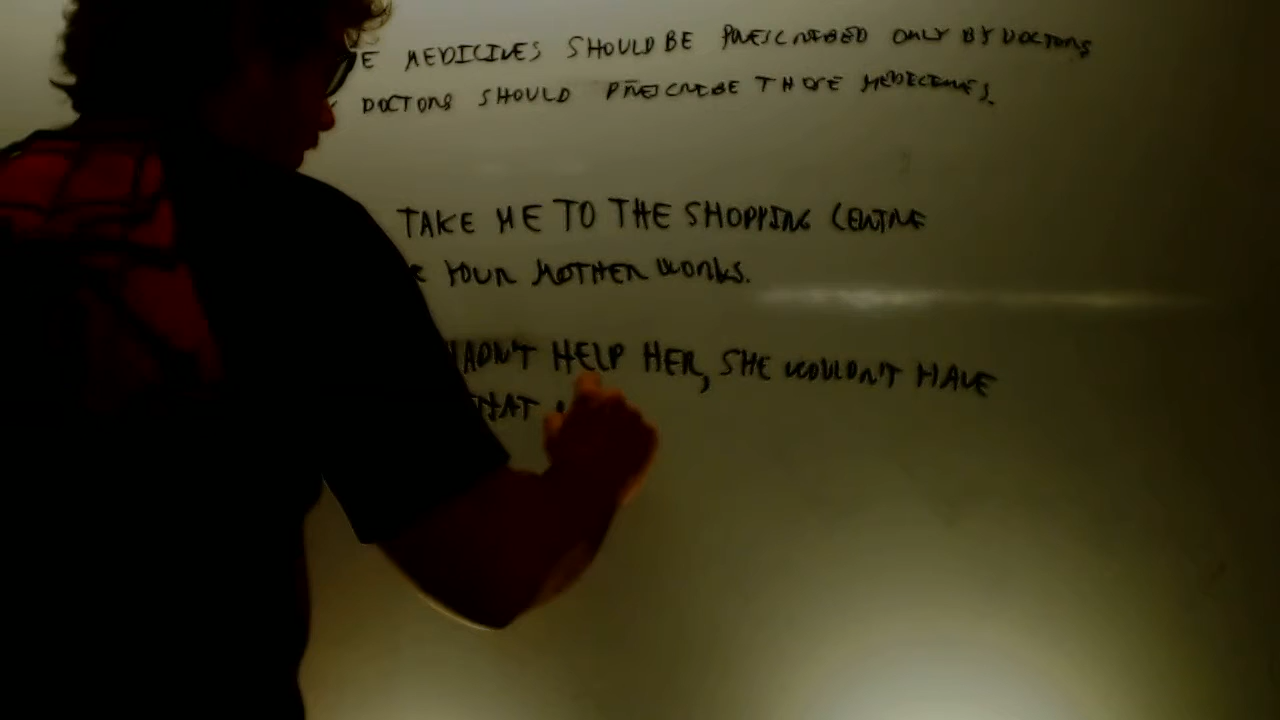 E MEDICINES SHOULD BE PRESCRIBED ONLY BY DOCTORS
DOCTORS SHOULD PRESCRIBE THOSE MEDICINES.
TAKE ME TO THE SHOPPING CENTRE
YOUR MOTHER WORKS.
HADN'T HELP HER, SHE WOULDN'T HAVE
THAT